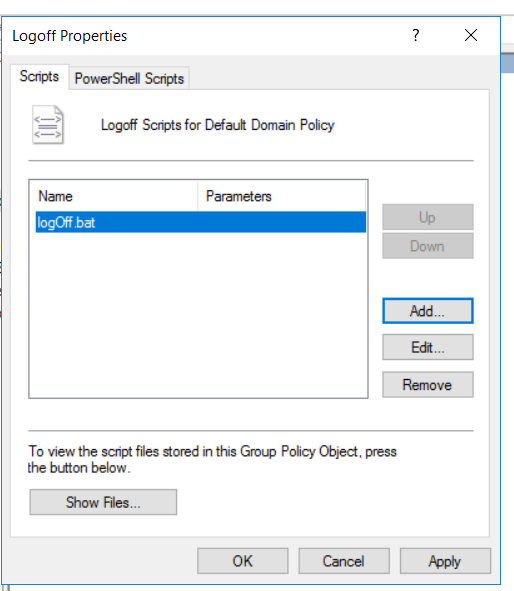 Logoff Properties
?
Scripts
PowerShell Scripts
Logoff Scripts for Default Domain Policy
Name
Parameters
logOff.bat
Up
Down
Add...
Edit...
Remove
To view the script files stored in this Group Policy Object, press
the button below.
Show Files...
OK
Cancel
Apply